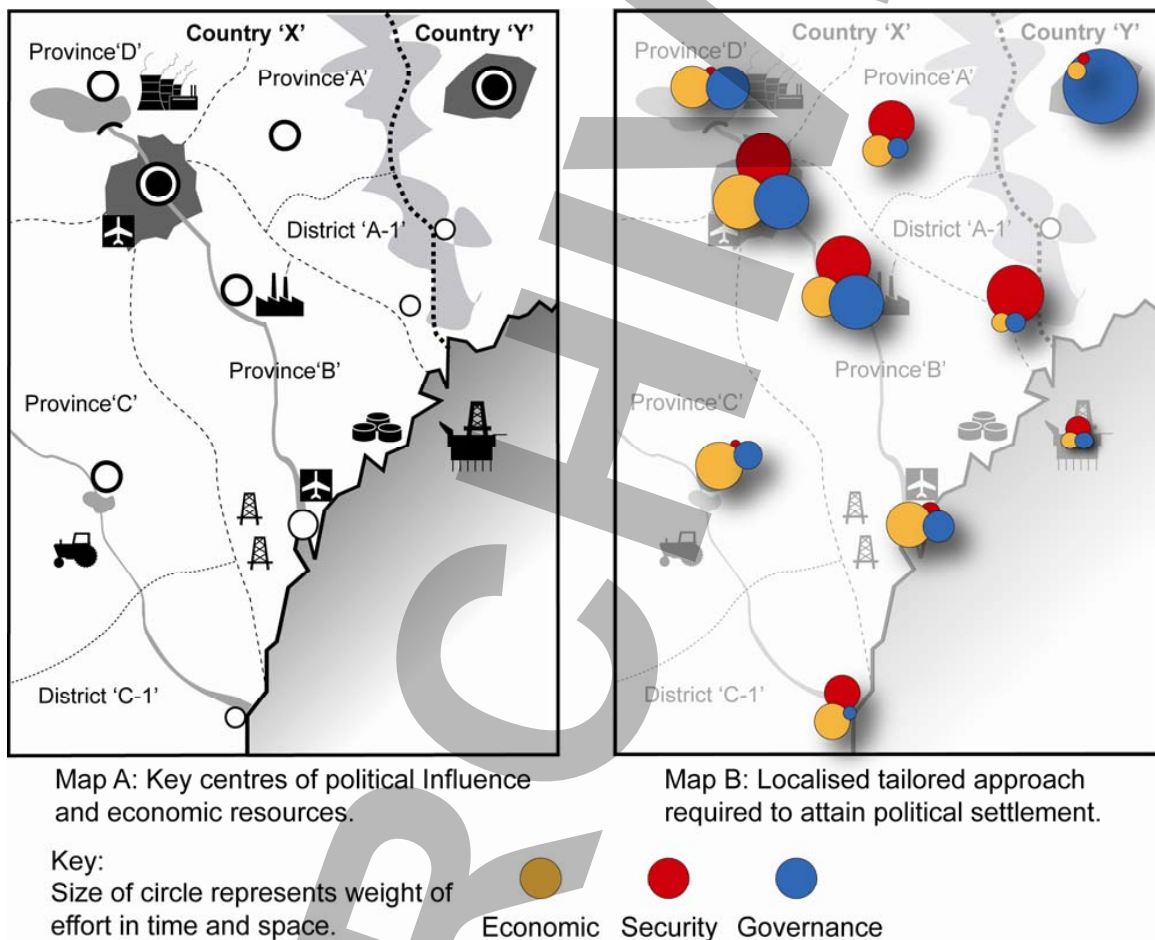 Country ‘X’
Country ‘Y’
Province‘D’
Province‘A’
District ‘A-1’
Province‘B’
Province‘C’
District ‘C-1’
Country ‘X’
Country ‘Y’
Province‘D’
Province‘A’
District ‘A-1’
Province‘B’
Province‘C’
District ‘C-1’
Map A: Key centres of political Influence
and economic resources.
Map B: Localised tailored approach
required to attain political settlement.
Key:
Size of circle represents weight of
effort in time and space.
Economic
Security
Governance